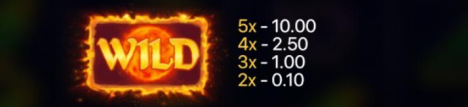 WILD
5x - 10.00
4x - 2.50
3x - 1.00
2x - 0.10